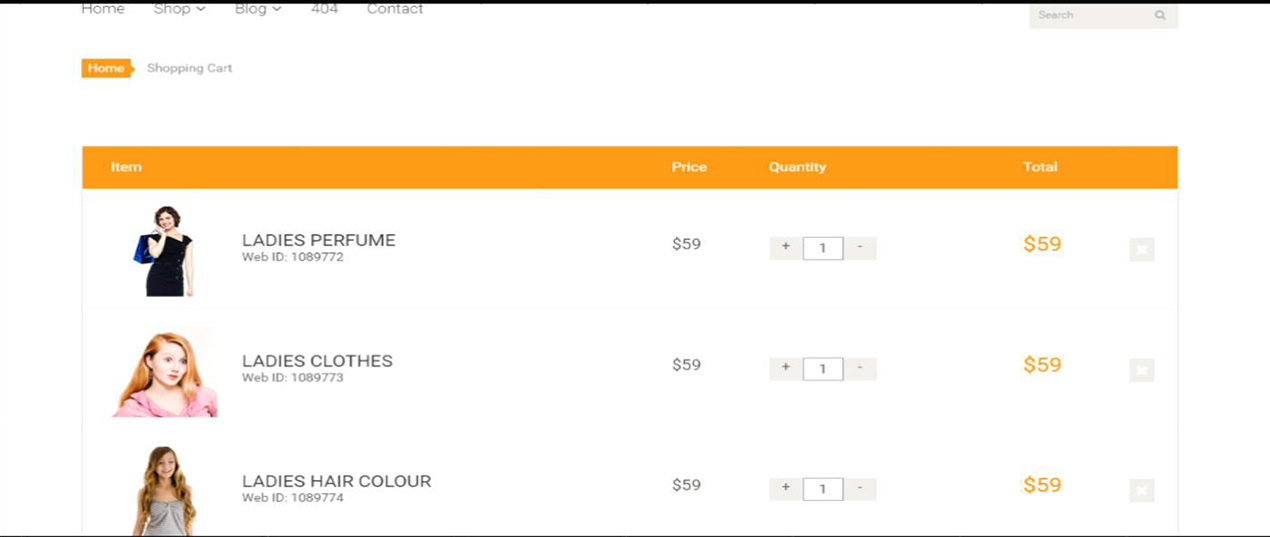 Home Shop Blog 404 Contact
Search
Home Shopping Cart
Item Price Quantity Total
LADIES PERFUME
Web ID: 1089772
$59 + 1 - $59
LADIES CLOTHES
Web ID: 1089773
$59 + 1 - $59
LADIES HAIR COLOUR
Web ID: 1089774
$59 + 1 - $59